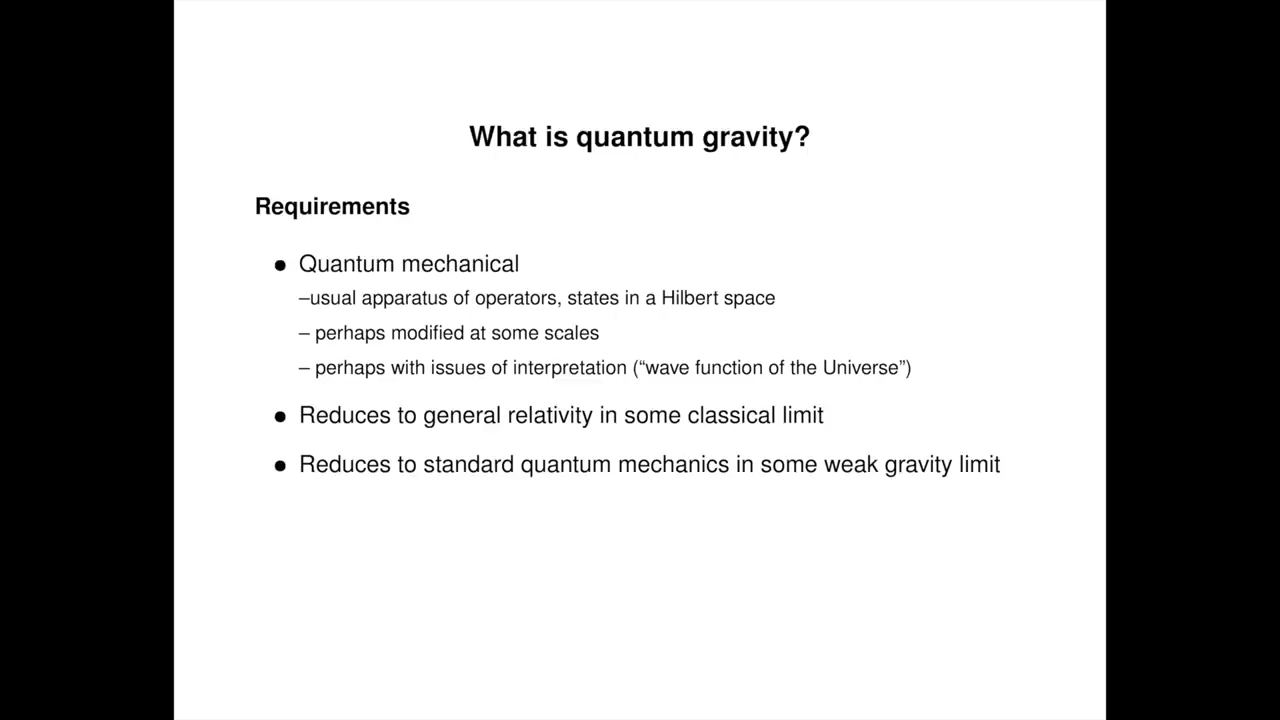 What is quantum gravity?
Requirements
● Quantum mechanical
–usual apparatus of operators, states in a Hilbert space
– perhaps modified at some scales
– perhaps with issues of interpretation (“wave function of the Universe”)
● Reduces to general relativity in some classical limit
● Reduces to standard quantum mechanics in some weak gravity limit